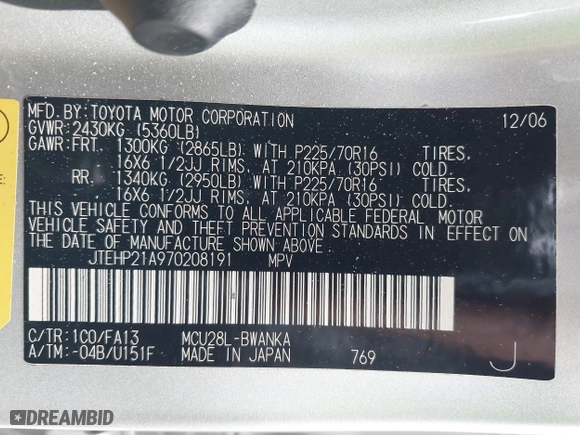 MFD. BY: TOYOTA MOTOR CORPORATION 12/06
GVWR: 2430KG (5360LB)
GAWR: FRT. 1300KG (2865LB) WITH P225/70R16 TIRES,
16X6 1/2JJ RIMS, AT 210KPA (30PSI) COLD.
RR. 1340KG (2950LB) WITH P225/70R16 TIRES,
16X6 1/2JJ RIMS, AT 210KPA (30PSI) COLD.
THIS VEHICLE CONFORMS TO ALL APPLICABLE FEDERAL MOTOR
VEHICLE SAFETY AND THEFT PREVENTION STANDARDS IN EFFECT ON
THE DATE OF MANUFACTURE SHOWN ABOVE.
JTEHP21A970208191 MPV
C/TR: 1C0/FA13 MCU28L-BWANKA
A/TM: -04B/U151F MADE IN JAPAN 769 J
DREAMBID